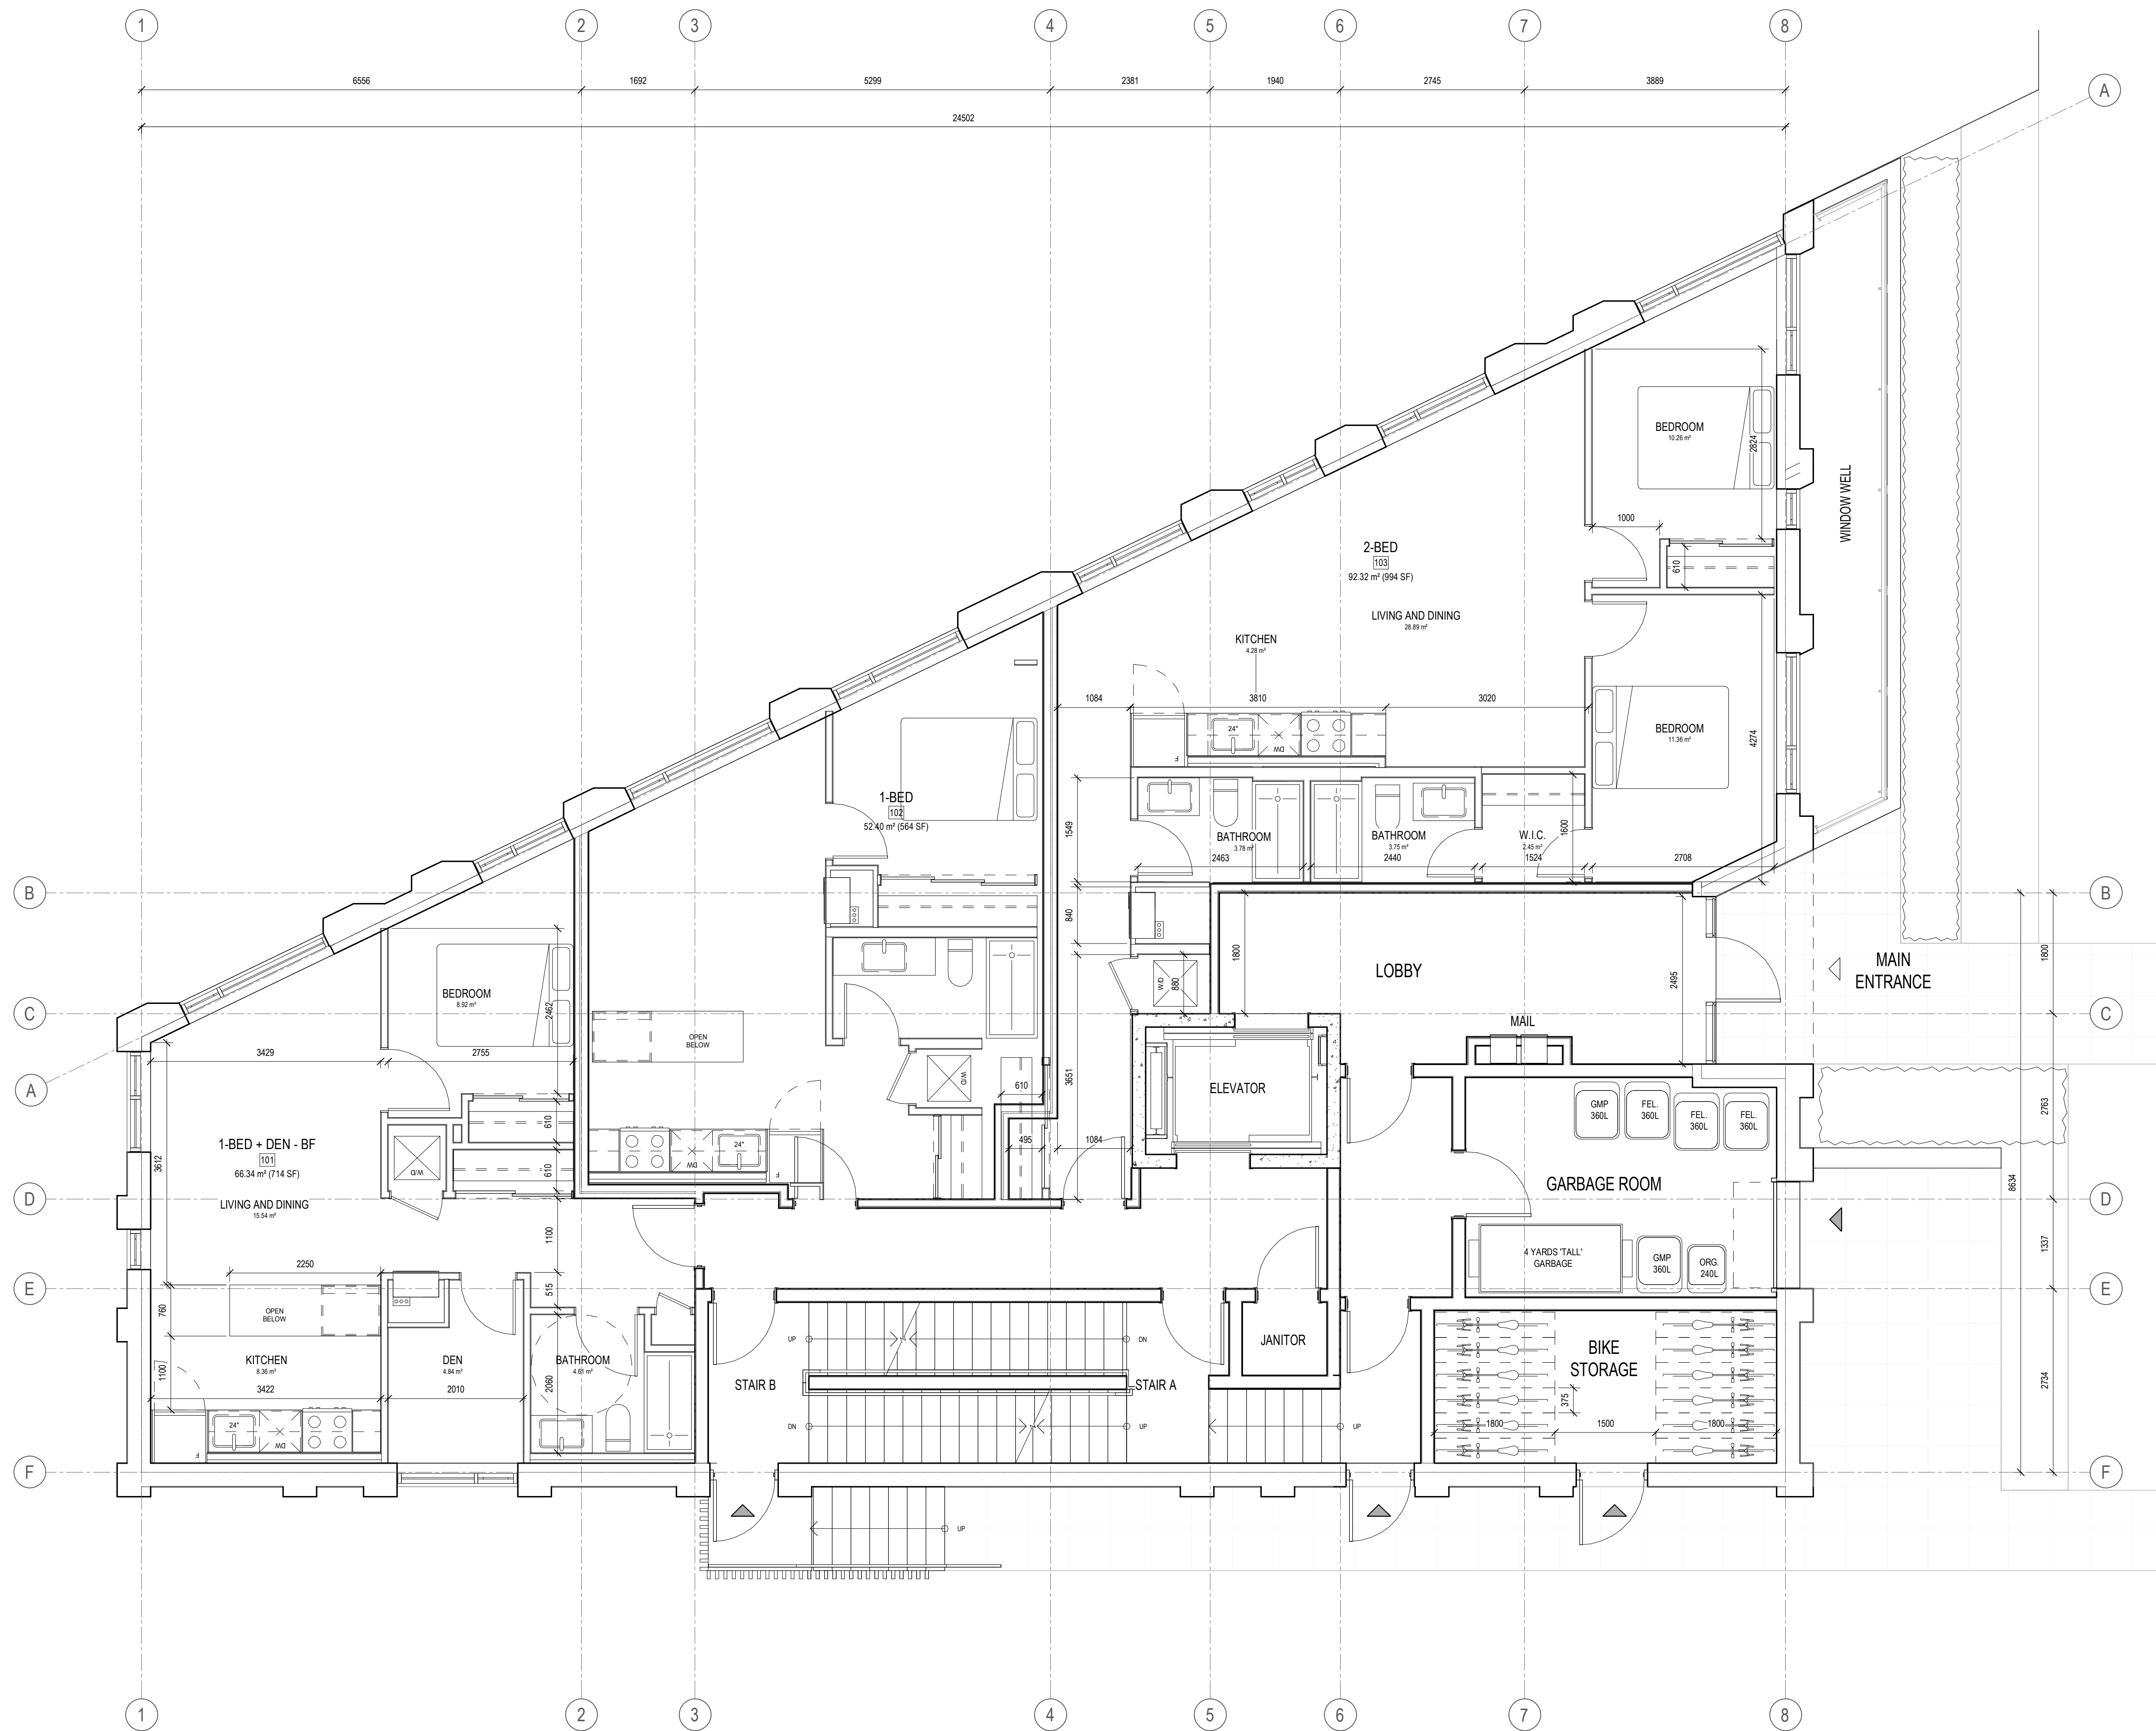 1
2
3
4
5
6
7
8
A
6556
1692
5299
2381
1940
2745
3889
24502
BEDROOM
10.26 m²
2824
WINDOW WELL
1000
610
2-BED
103
92.32 m² (994 SF)
LIVING AND DINING
28.89 m²
KITCHEN
4.28 m²
1084
3810
3020
24"
DW
F
BEDROOM
11.36 m²
4274
1-BED
102
52.40 m² (564 SF)
1549
BATHROOM
3.78 m²
BATHROOM
3.75 m²
W.I.C.
2.45 m²
1600
2463
2440
1524
2708
B
B
840
1800
LOBBY
2495
MAIN
ENTRANCE
1800
W/D
880
BEDROOM
8.92 m²
2462
C
C
OPEN
BELOW
MAIL
3429
2755
A
3651
W/D
610
ELEVATOR
GMP
360L
FEL.
360L
FEL.
360L
FEL.
360L
2763
610
1-BED + DEN - BF
101
66.34 m² (714 SF)
3612
W/D
610
24"
DW
F
495
1084
GARBAGE ROOM
8634
D
D
LIVING AND DINING
15.54 m²
1100
1337
2250
4 YARDS 'TALL'
GARBAGE
GMP
360L
ORG.
240L
E
E
515
760
OPEN
BELOW
UP
DN
JANITOR
BIKE
STORAGE
KITCHEN
8.36 m²
DEN
4.84 m²
BATHROOM
4.61 m²
1100
3422
2010
2060
STAIR B
STAIR A
375
2734
24"
DW
F
DN
UP
UP
1800
1500
1800
F
F
UP
1
2
3
4
5
6
7
8